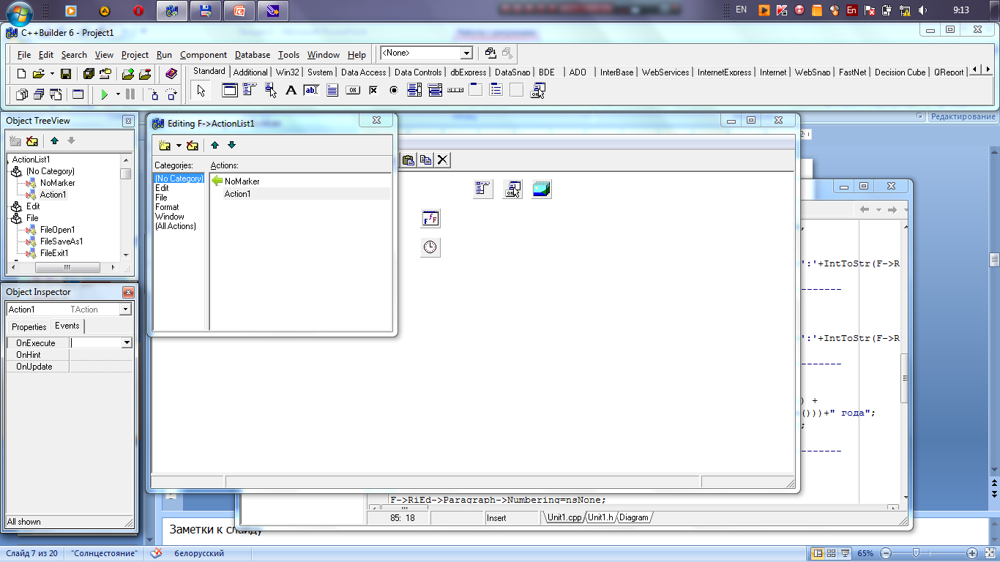 EN
En
9:13
C++Builder 6 - Project1
File Edit Search View Project Run Component Database Tools Window Help
<None>
Standard Additional Win32 System Data Access Data Controls dbExpress DataSnap BDE ADO InterBase WebServices InternetExpress Internet WebSnap FastNet Decision Cube QReport
Редактирование
Object TreeView
ActionList1
(No Category)
NoMarker
Action1
Edit
File
FileOpen1
FileSaveAs1
FileExit1
Object Inspector
Action1 TAction
Properties Events
OnExecute
OnHint
OnUpdate
All shown
Editing F->ActionList1
Categories: Actions:
(No Category)
Edit
File
Format
Window
(All Actions)
NoMarker
Action1
':'+IntToStr(F->R
-------
':'+IntToStr(F->R
-------
) +
()))+" года";
;
-------
F->RiEd->Paragraph->Numbering=nsNone;
85: 18
Insert
Unit1.cpp Unit1.h Diagram
Заметки к слайду
Слайд 7 из 20
"Солнцестояние"
белорусский
65%